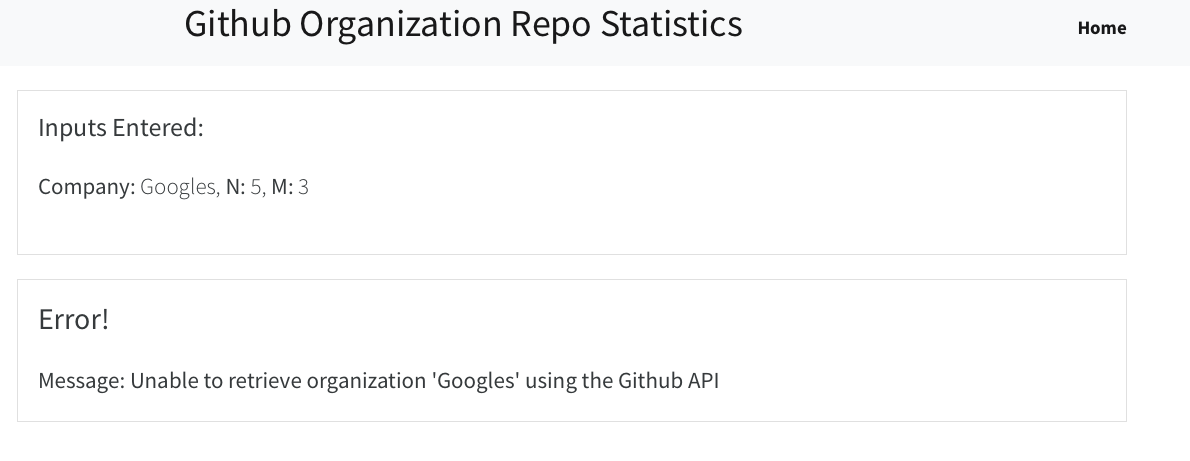 Github Organization Repo Statistics
Home
Inputs Entered:
Company: Googles, N: 5, M: 3
Error!
Message: Unable to retrieve organization 'Googles' using the Github API